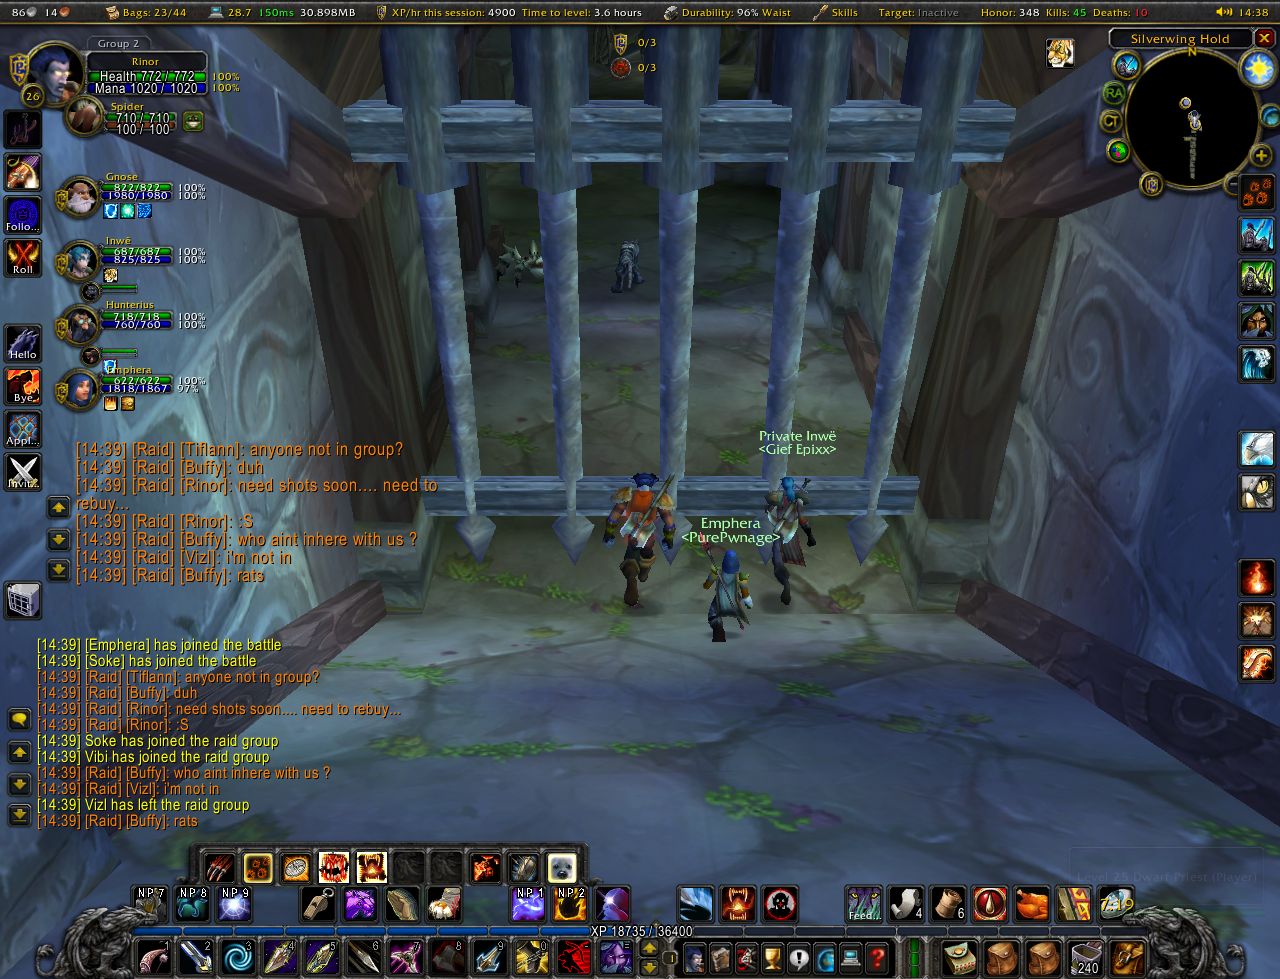 86 14 Bags: 23/44 28.7 150ms 30.898MB XP/hr this session: 4900 Time to level: 3.6 hours Durability: 96% Waist Skills Target: Inactive Honor: 348 Kills: 45 Deaths: 10 14:38
Group 2
Rinor
Health 772 / 772 100%
Mana 1020 / 1020 100%
26
Spider
710 / 710
100 / 100
0/3
0/3
Silverwing Hold
N
RA
CT
Gnose
822/822 100%
1980/1980 100%
Follo...
Inwë
687/687 100%
825/825 100%
Roll
Hunterius
718/718 100%
760/760 100%
Hello
Emphera
622/622 100%
1818/1867 97%
Bye
Appl...
Invit...
[14:39] [Raid] [Tiflann]: anyone not in group?
[14:39] [Raid] [Buffy]: duh
[14:39] [Raid] [Rinor]: need shots soon.... need to
rebuy...
[14:39] [Raid] [Rinor]: :S
[14:39] [Raid] [Buffy]: who aint inhere with us ?
[14:39] [Raid] [Vizl]: i'm not in
[14:39] [Raid] [Buffy]: rats
Private Inwë
<Gief Epixx>
Emphera
<PurePwnage>
[14:39] [Emphera] has joined the battle
[14:39] [Soke] has joined the battle
[14:39] [Raid] [Tiflann]: anyone not in group?
[14:39] [Raid] [Buffy]: duh
[14:39] [Raid] [Rinor]: need shots soon.... need to rebuy...
[14:39] [Raid] [Rinor]: :S
[14:39] Soke has joined the raid group
[14:39] Vibi has joined the raid group
[14:39] [Raid] [Buffy]: who aint inhere with us ?
[14:39] [Raid] [Vizl]: i'm not in
[14:39] Vizl has left the raid group
[14:39] [Raid] [Buffy]: rats
Level 25 Dwarf Priest (Player)
NP 7 NP 8 NP 9 NP 1 NP 2 Feed... 4 6
XP 18735 / 36400
1 2 3 4 5 6 7 8 9 0 = 240